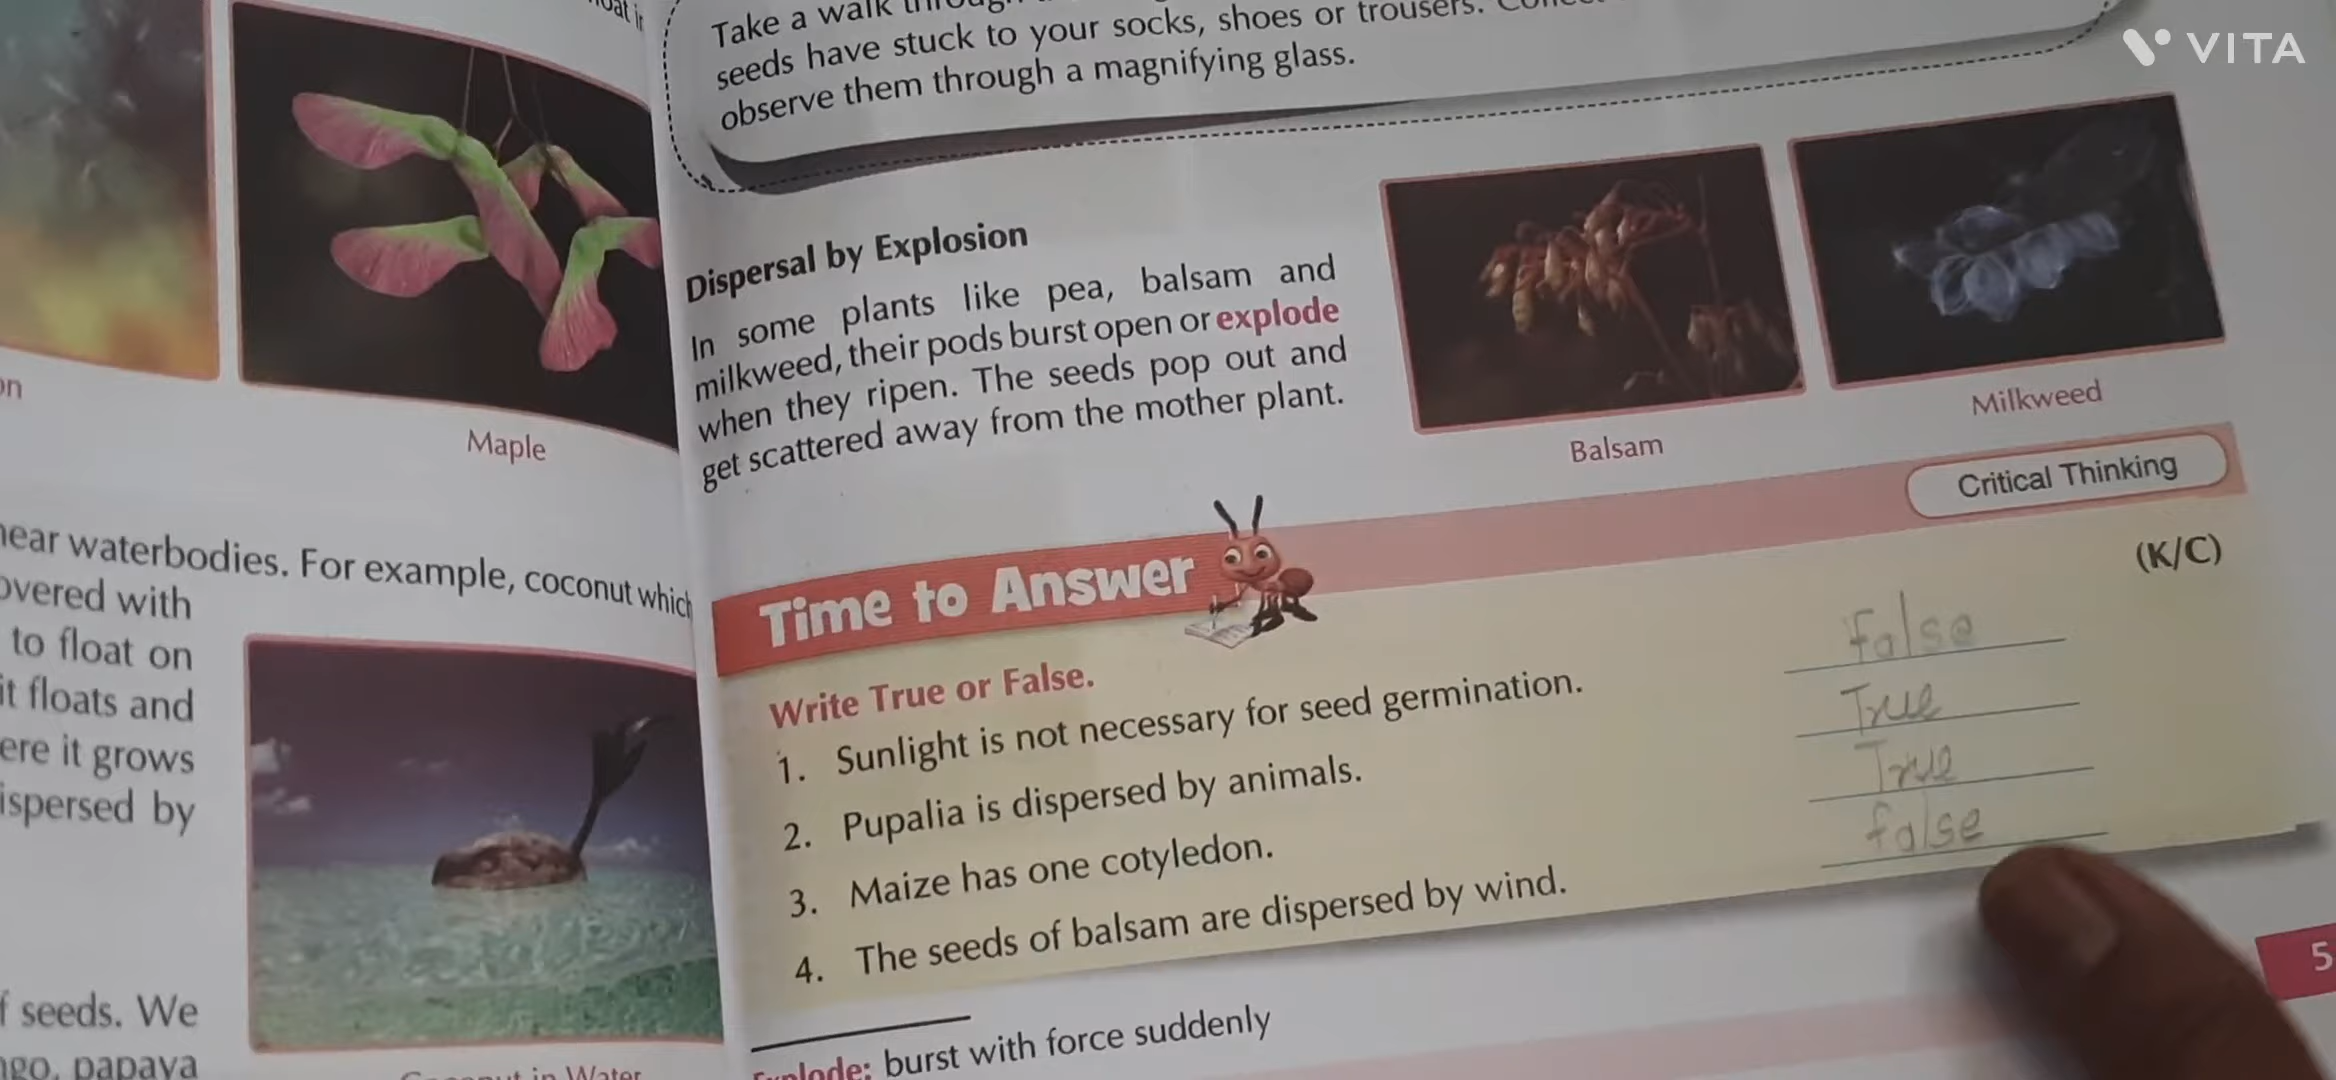 Take a walk
seeds have stuck to your socks, shoes or trousers.
observe them through a magnifying glass.
VITA
Maple
near waterbodies. For example, coconut which
overed with
to float on
it floats and
ere it grows
ispersed by
f seeds. We
ngo, papaya
Dispersal by Explosion
In some plants like pea, balsam and
milkweed, their pods burst open or explode
when they ripen. The seeds pop out and
get scattered away from the mother plant.
Balsam
Milkweed
Critical Thinking
Time to Answer
(K/C)
Write True or False.
1. Sunlight is not necessary for seed germination. False
2. Pupalia is dispersed by animals. True
3. Maize has one cotyledon. True
4. The seeds of balsam are dispersed by wind. false
Explode: burst with force suddenly
in Water
5